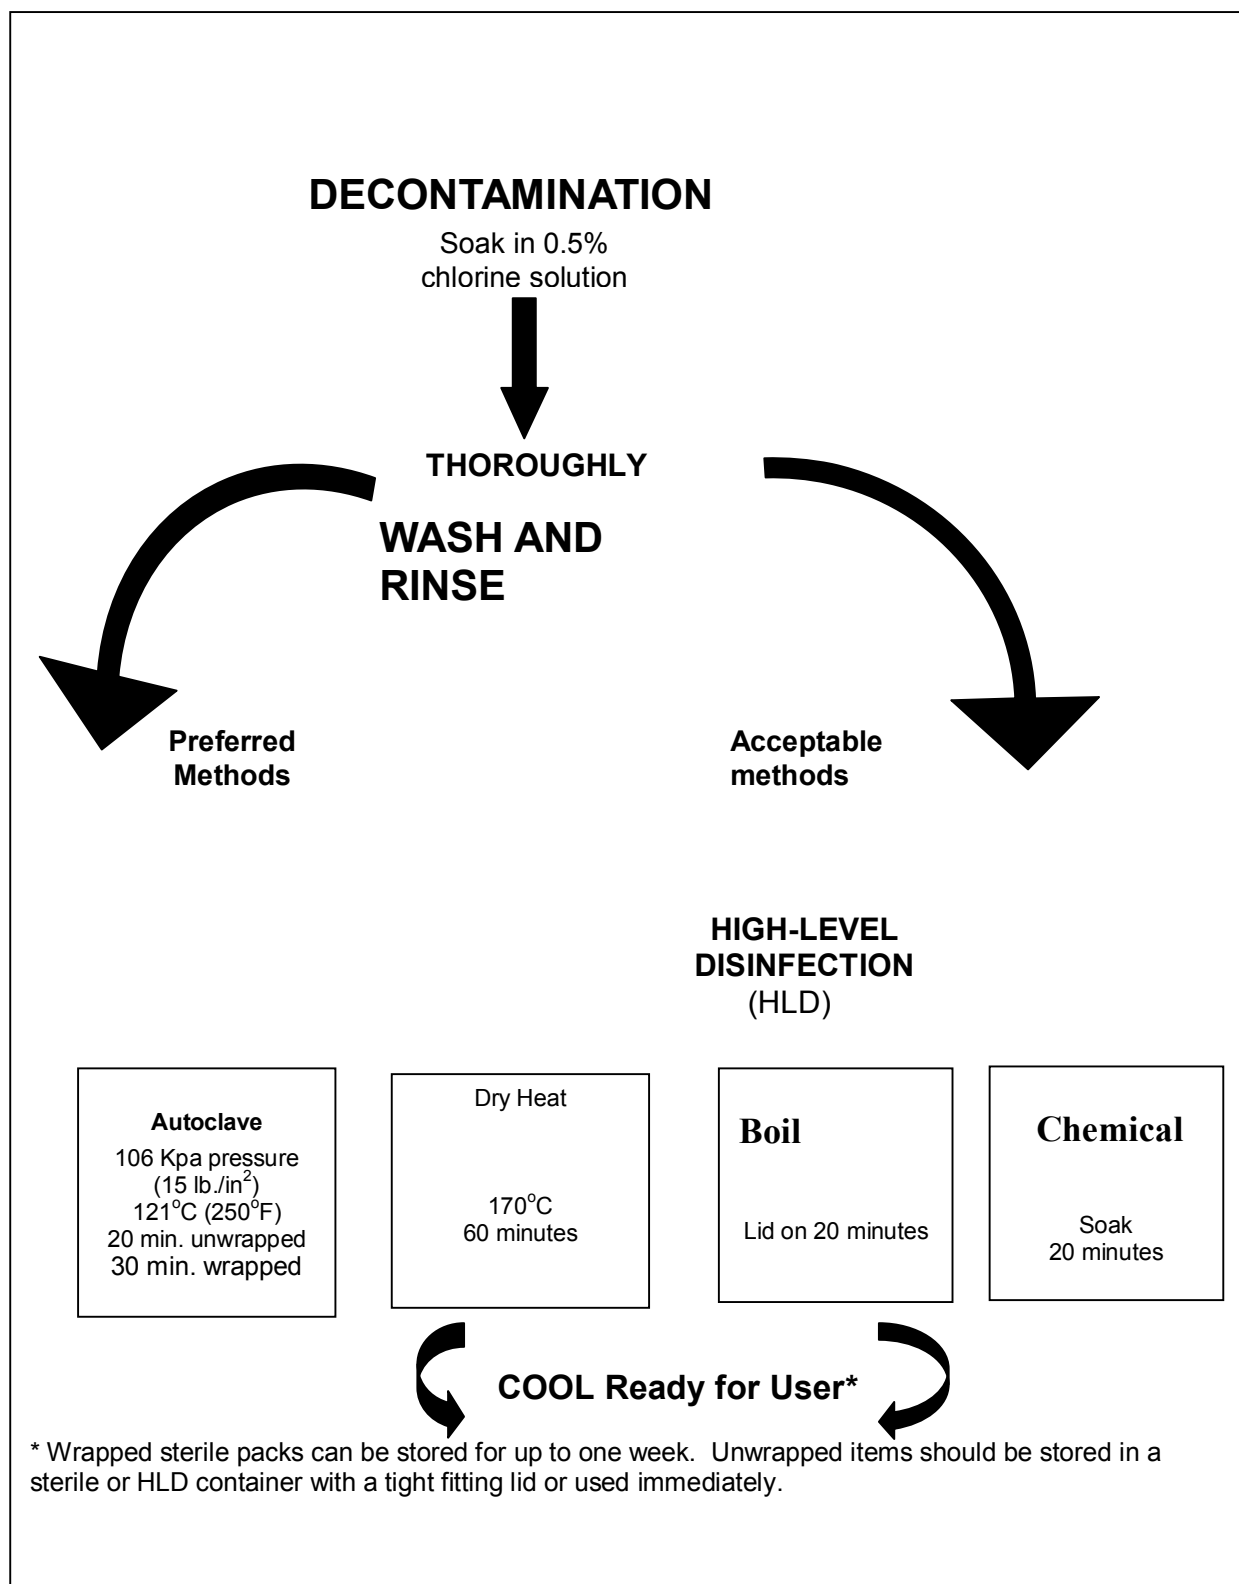 DECONTAMINATION
Soak in 0.5%
chlorine solution
THOROUGHLY
WASH AND
RINSE
Preferred
Methods
Acceptable
methods
HIGH-LEVEL
DISINFECTION
(HLD)
Autoclave
106 Kpa pressure
(15 lb./in²)
121°C (250°F)
20 min. unwrapped
30 min. wrapped
Dry Heat
170°C
60 minutes
Boil
Lid on 20 minutes
Chemical
Soak
20 minutes
COOL Ready for User*
* Wrapped sterile packs can be stored for up to one week.  Unwrapped items should be stored in a
sterile or HLD container with a tight fitting lid or used immediately.